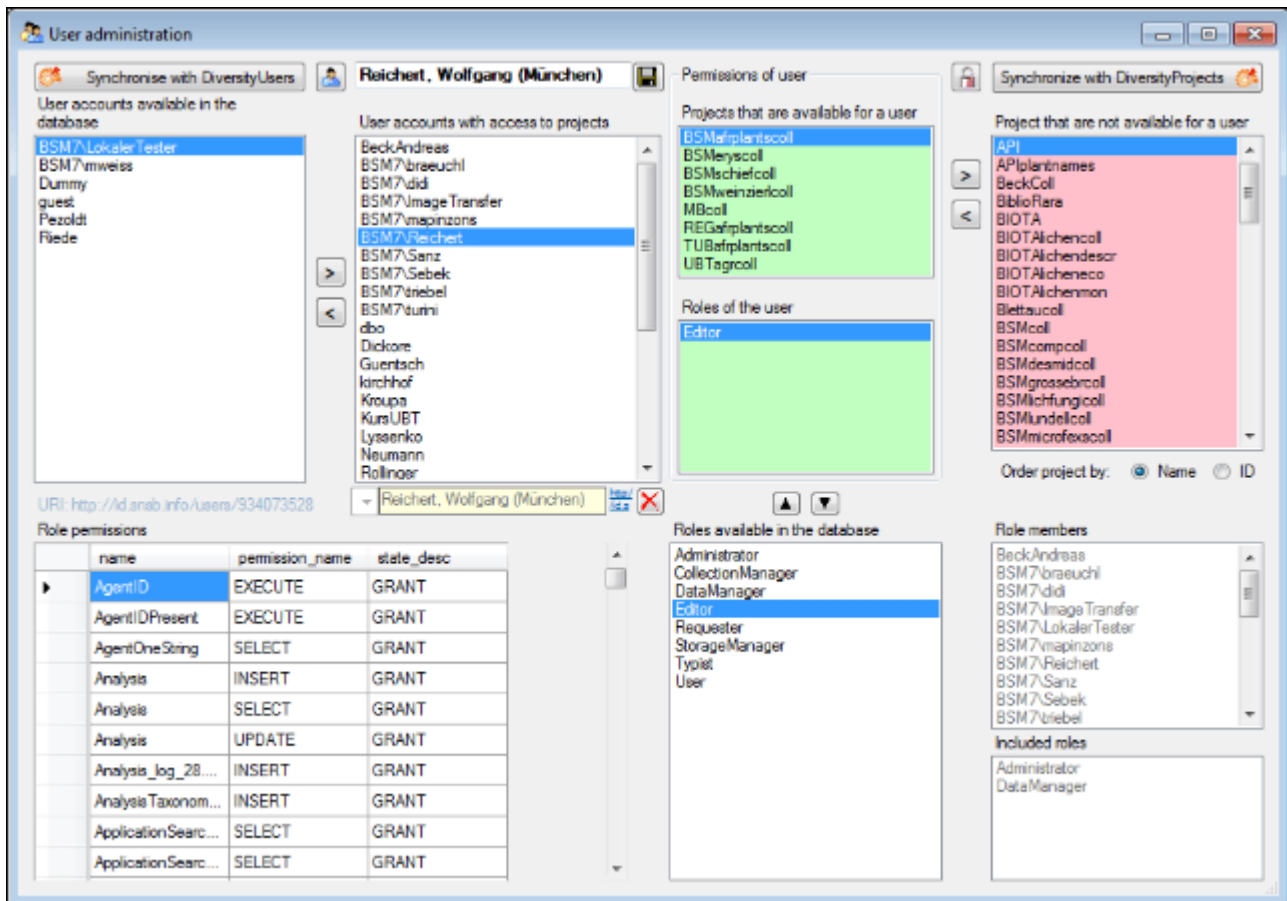 User administration
Synchronise with DiversityUsers
Reichert, Wolfgang (München)
Permissions of user
Synchronize with DiversityProjects
User accounts available in the
database
BSM7\LokalerTester
BSM7\mweiss
Dummy
guest
Pezoldt
Riede
>
<
User accounts with access to projects
BeckAndreas
BSM7\braeuchl
BSM7\didi
BSM7\ImageTransfer
BSM7\mapinzons
BSM7\Reichert
BSM7\Sanz
BSM7\Sebek
BSM7\triebel
BSM7\turini
dbo
Dickore
Guentsch
kirchhof
Kroupa
KursUBT
Lyssenko
Neumann
Rollinger
Projects that are available for a user
BSMafrplantscoll
BSMeryscoll
BSMschiefcoll
BSMweinzierlcoll
MBcoll
REGafrplantscoll
TUBafrplantscoll
UBTagrcoll
Roles of the user
Editor
>
<
Project that are not available for a user
API
APIplantnames
BeckColl
BiblioRara
BIOTA
BIOTAlichencoll
BIOTAlichendescr
BIOTAlicheneco
BIOTAlichenmon
Blettaucoll
BSMcoll
BSMcompcoll
BSMdesmidcoll
BSMgrossebrcoll
BSMlichfungicoll
BSMlundellcoll
BSMmicrofexscoll
Order project by: Name ID
URI: http://id.snsb.info/users/934073528
Reichert, Wolfgang (München)
Role permissions
name permission_name state_desc
AgentID EXECUTE GRANT
AgentIDPresent EXECUTE GRANT
AgentOneString SELECT GRANT
Analysis INSERT GRANT
Analysis SELECT GRANT
Analysis UPDATE GRANT
Analysis_log_28.... INSERT GRANT
AnalysisTaxonom... INSERT GRANT
ApplicationSearc... SELECT GRANT
ApplicationSearc... SELECT GRANT
Roles available in the database
Administrator
CollectionManager
DataManager
Editor
Requester
StorageManager
Typist
User
Role members
BeckAndreas
BSM7\braeuchl
BSM7\didi
BSM7\ImageTransfer
BSM7\LokalerTester
BSM7\mapinzons
BSM7\Reichert
BSM7\Sanz
BSM7\Sebek
BSM7\triebel
Included roles
Administrator
DataManager